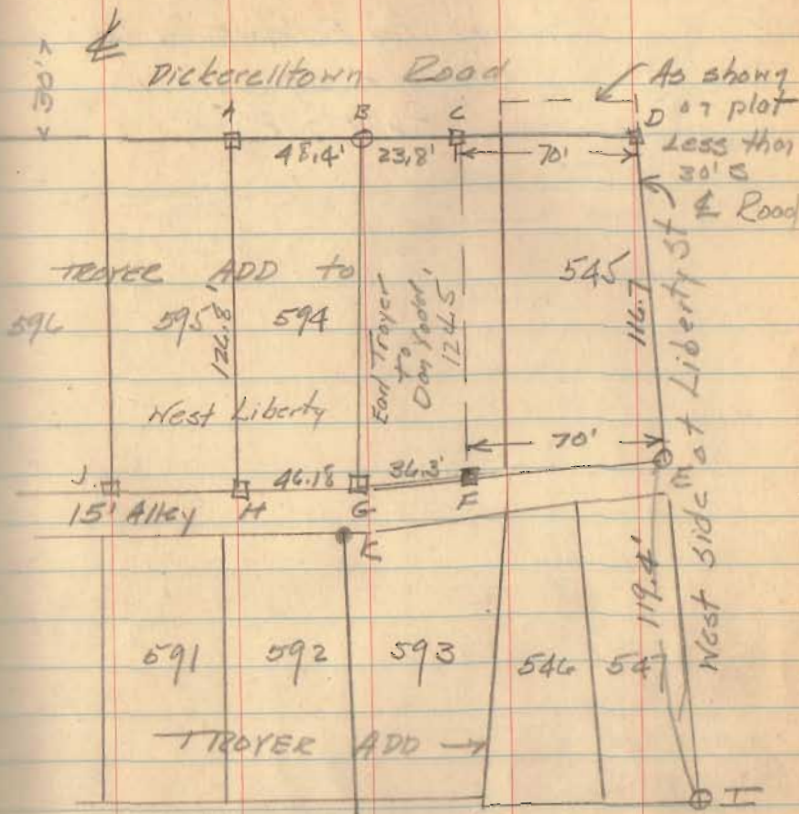 ℄
< 30' >
Dickerelltown Road
As shown
on plot
Less than
30' S
℄ Road
A
B
C
D
48.4'
23.8'
70'
TROYER ADD to
West Liberty
596
595
126.8'
594
Earl Troyer
to
Don Yoder,
124.5'
545
116.7
West side of Liberty St
70'
J
H
46.18
G
36.3'
F
15' Alley
K
119.4'
591
592
593
546
547
TROYER ADD →
I